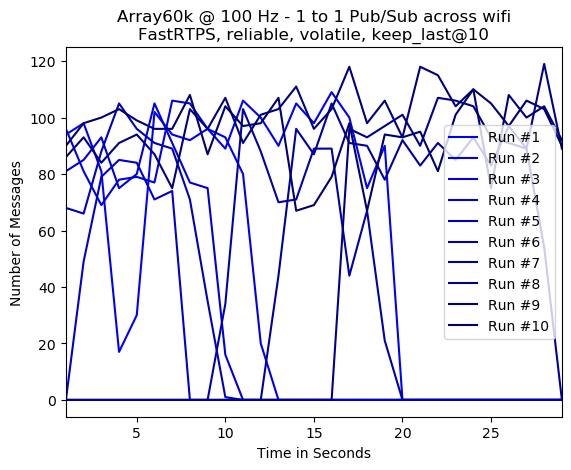 Array60k @ 100 Hz - 1 to 1 Pub/Sub across wifi
FastRTPS, reliable, volatile, keep_last@10
Number of Messages
120
100
80
60
40
20
0
Run #1
Run #2
Run #3
Run #4
Run #5
Run #6
Run #7
Run #8
Run #9
Run #10
5
10
15
20
25
Time in Seconds